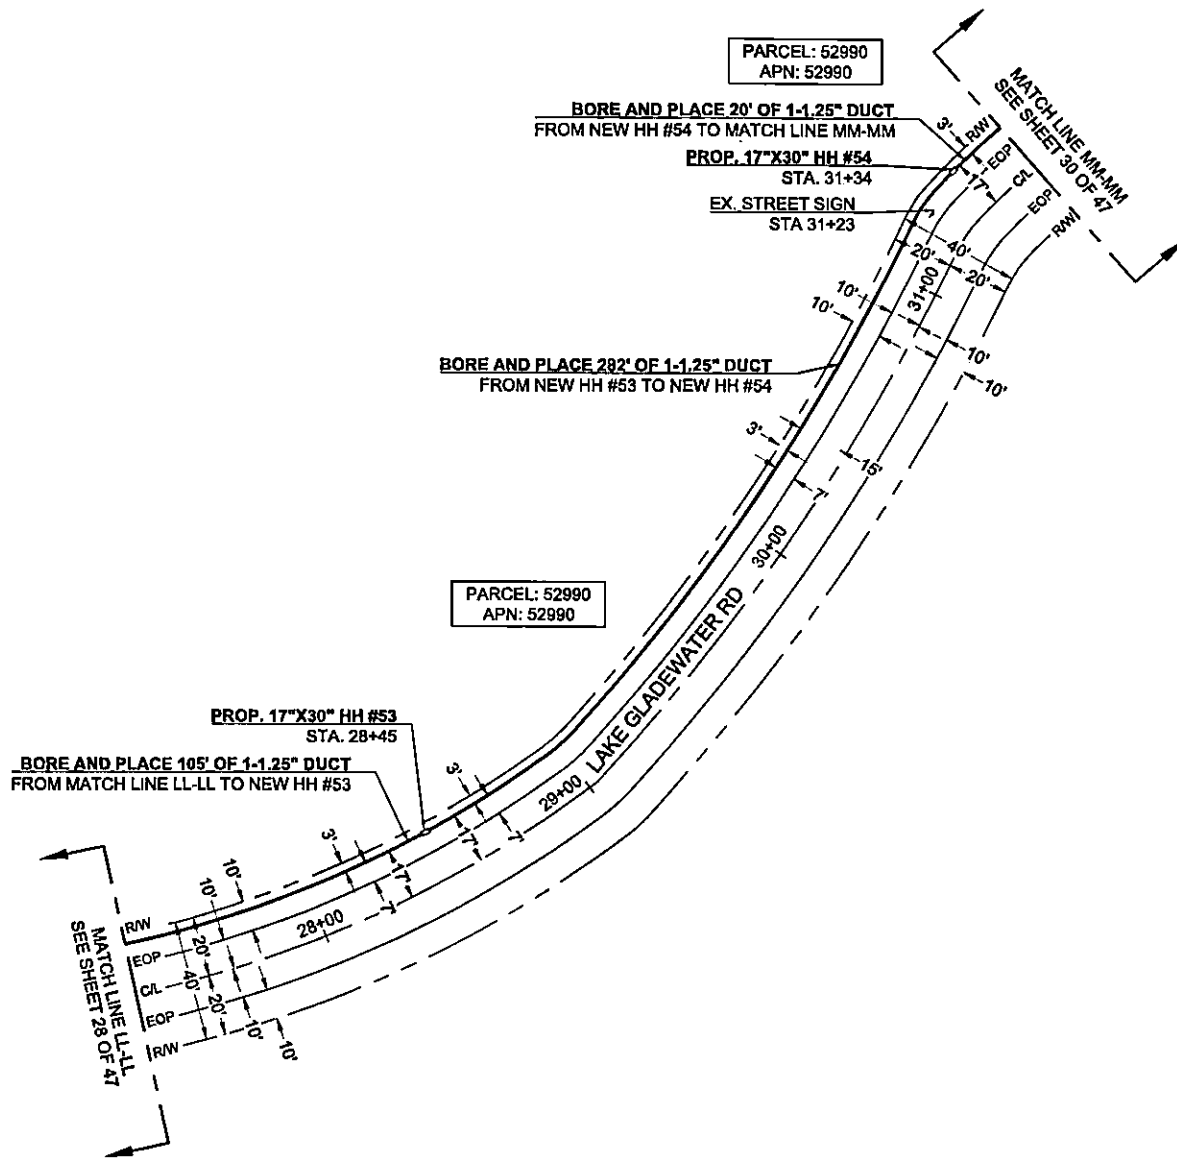 PARCEL: 52990
APN: 52990
BORE AND PLACE 20' OF 1-1.25" DUCT
FROM NEW HH #54 TO MATCH LINE MM-MM
PROP. 17"X30" HH #54
STA. 31+34
EX. STREET SIGN
STA 31+23
MATCH LINE MM-MM
SEE SHEET 30 OF 47
3'
R/W
EOP
C/L
EOP
R/W
17'
40'
20'
20'
31+00
10'
10'
10'
10'
BORE AND PLACE 282' OF 1-1.25" DUCT
FROM NEW HH #53 TO NEW HH #54
3'
15'
7'
30+00
PARCEL: 52990
APN: 52990
LAKE GLADEWATER RD
PROP. 17"X30" HH #53
STA. 28+45
BORE AND PLACE 105' OF 1-1.25" DUCT
FROM MATCH LINE LL-LL TO NEW HH #53
3'
29+00
17'
7'
3'
17'
7'
28+00
10'
10'
R/W
EOP
C/L
EOP
R/W
20'
40'
20'
10'
10'
MATCH LINE LL-LL
SEE SHEET 28 OF 47